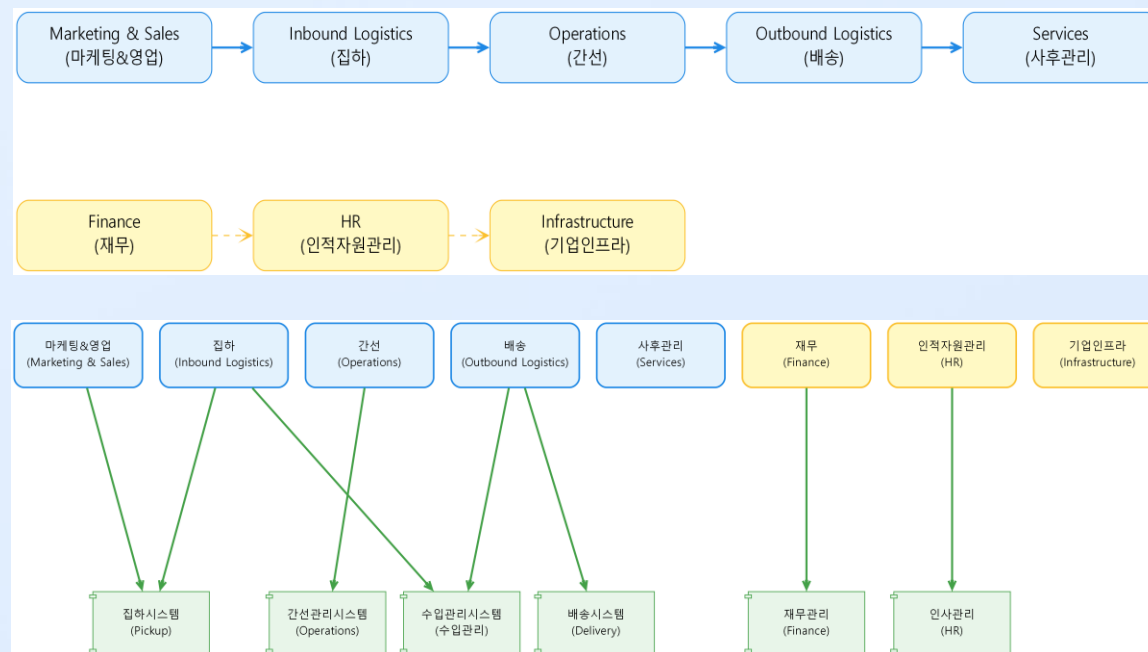 Marketing & Sales
(마케팅&영업)
Inbound Logistics
(집하)
Operations
(간선)
Outbound Logistics
(배송)
Services
(사후관리)
Finance
(재무)
HR
(인적자원관리)
Infrastructure
(기업인프라)
마케팅&영업
(Marketing & Sales)
집하
(Inbound Logistics)
간선
(Operations)
배송
(Outbound Logistics)
사후관리
(Services)
재무
(Finance)
인적자원관리
(HR)
기업인프라
(Infrastructure)
집하시스템
(Pickup)
간선관리시스템
(Operations)
수입관리시스템
(수입관리)
배송시스템
(Delivery)
재무관리
(Finance)
인사관리
(HR)